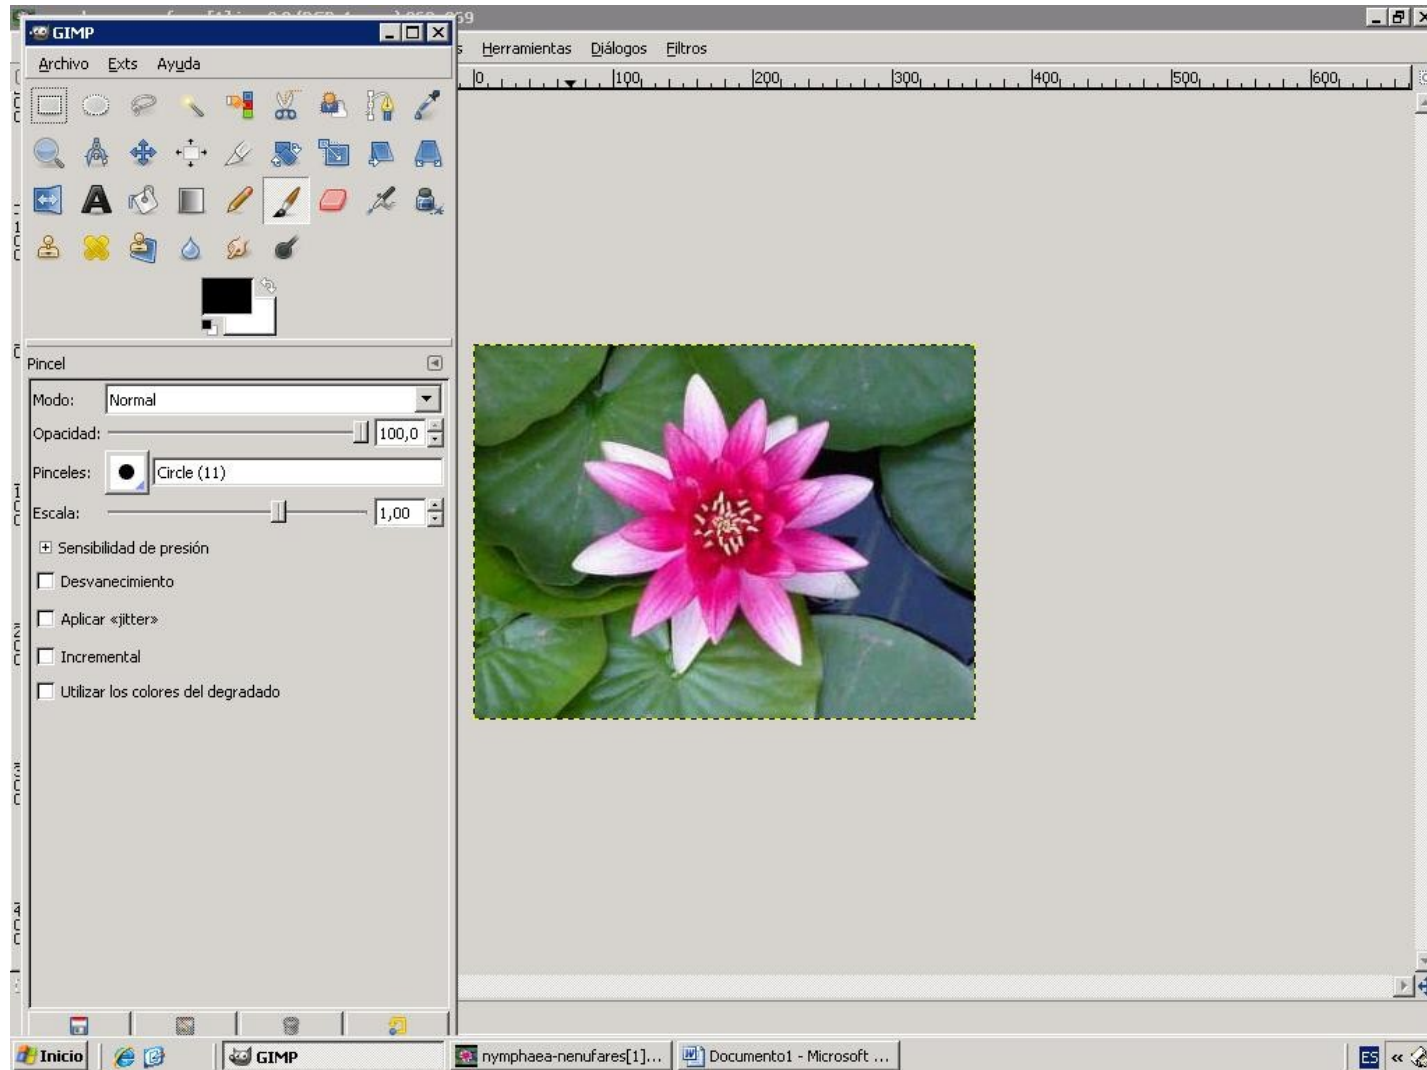 GIMP
Archivo Exts Ayuda
Herramientas Diálogos Filtros
0 100 200 300 400 500 600
Pincel
Modo: Normal
Opacidad: 100,0
Pinceles: Circle (11)
Escala: 1,00
Sensibilidad de presión
Desvanecimiento
Aplicar «jitter»
Incremental
Utilizar los colores del degradado
Inicio GIMP nymphaea-nenufares[1]... Documento1 - Microsoft ... ES «